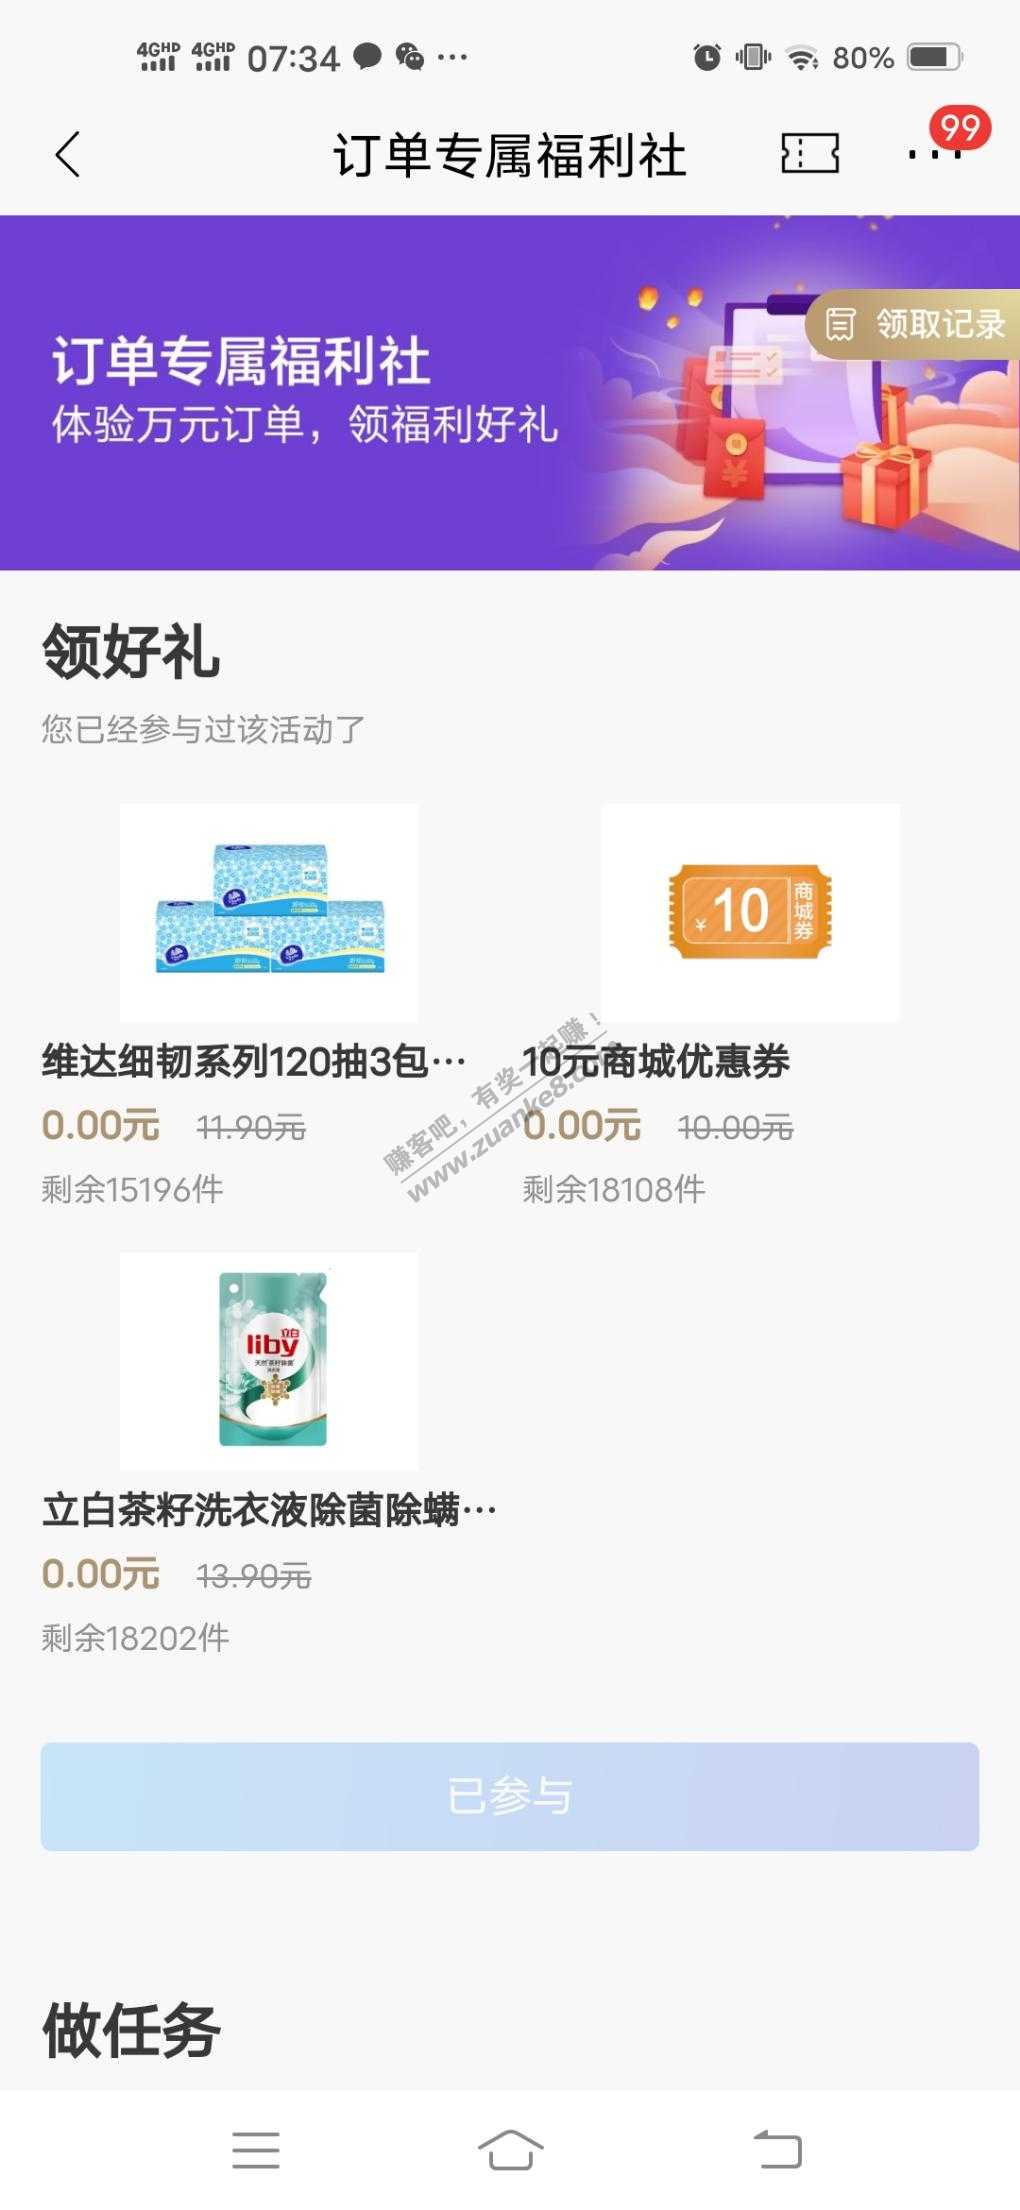 4GHD 4GHD 07:34 ··· 80%
订单专属福利社
99
订单专属福利社
体验万元订单，领福利好礼
领取记录
领好礼
您已经参与过该活动了
¥10 商城券
维达细韧系列120抽3包…
10元商城优惠券
0.00元 11.90元
0.00元 10.00元
剩余15196件
剩余18108件
赚客吧，有奖一起赚！
www.zuanke8.com
立白
liby
立白茶籽洗衣液除菌除螨…
0.00元 13.90元
剩余18202件
已参与
做任务